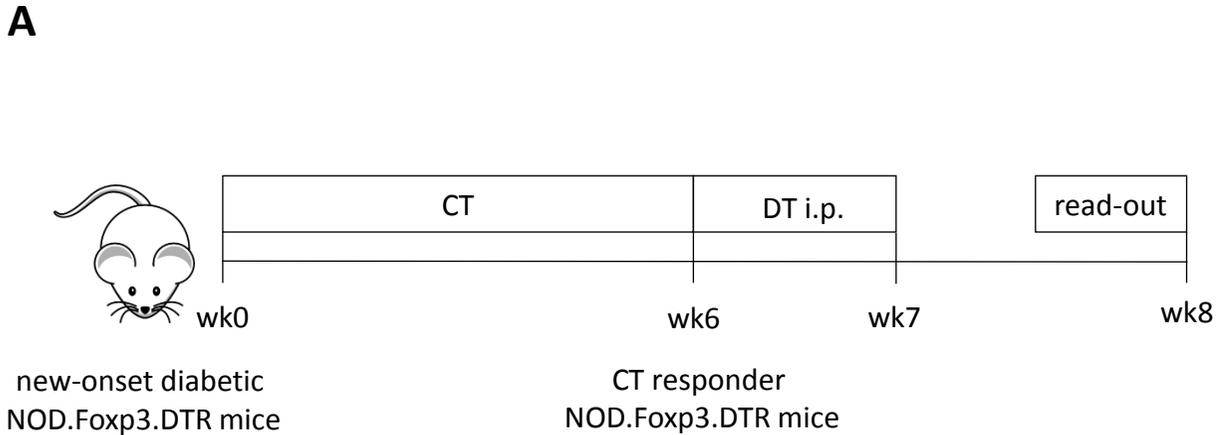 A
CT
DT i.p.
read-out
wk0
wk6
wk7
wk8
new-onset diabetic
NOD.Foxp3.DTR mice
CT responder
NOD.Foxp3.DTR mice